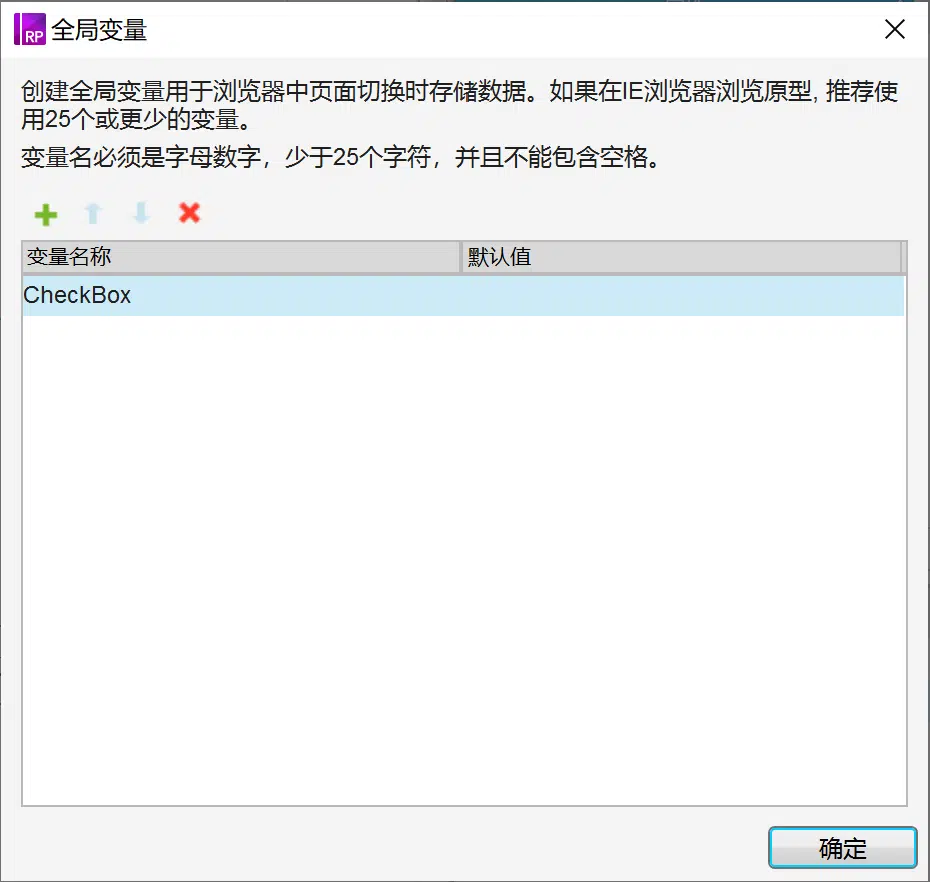 RP 全局变量
创建全局变量用于浏览器中页面切换时存储数据。如果在IE浏览器浏览原型, 推荐使
用25个或更少的变量。
变量名必须是字母数字，少于25个字符，并且不能包含空格。
变量名称 默认值
CheckBox
确定